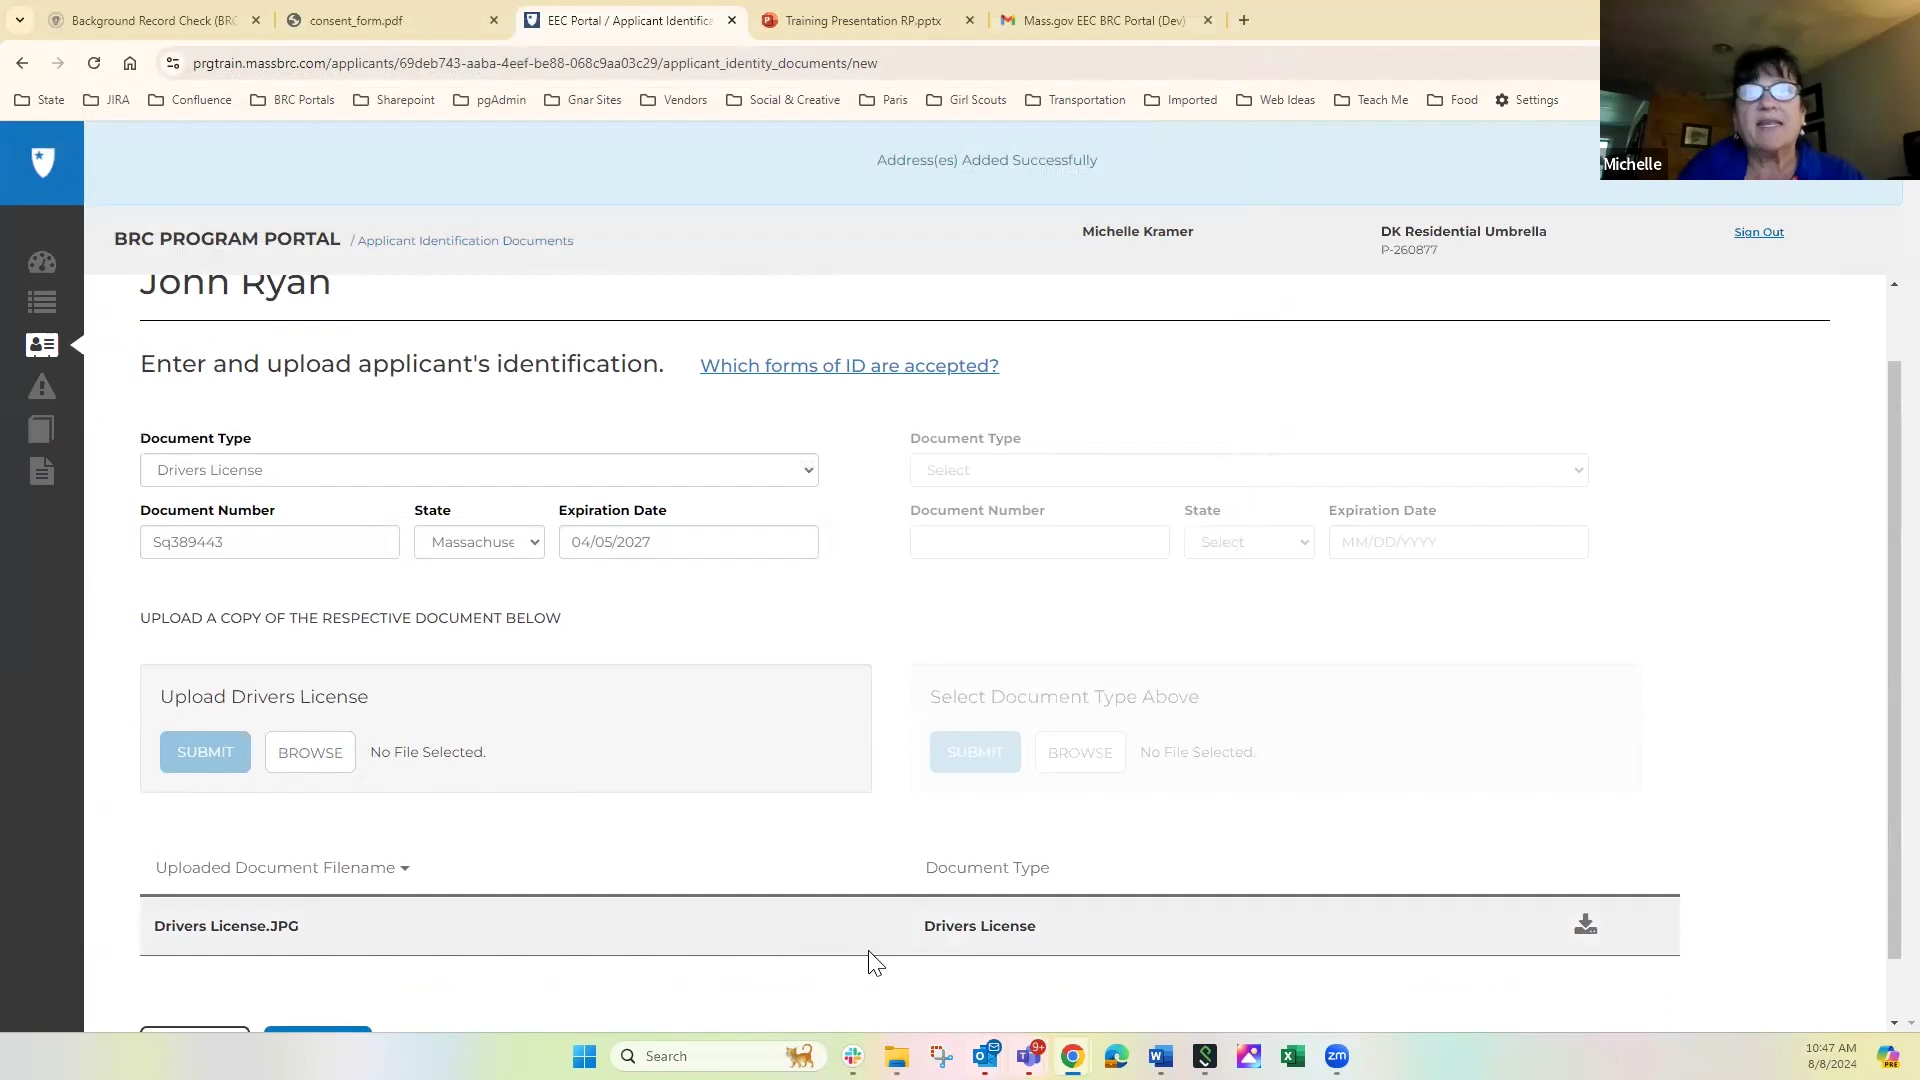 Background Record Check (BRC
consent_form.pdf
EEC Portal / Applicant Identifica
Training Presentation RP.pptx
Mass.gov EEC BRC Portal (Dev)
prgtrain.massbrc.com/applicants/69deb743-aaba-4eef-be88-068c9aa03c29/applicant_identity_documents/new
State JIRA Confluence BRC Portals Sharepoint pgAdmin Gnar Sites Vendors Social & Creative Paris Girl Scouts Transportation Imported Web Ideas Teach Me Food Settings
Michelle
Address(es) Added Successfully
BRC PROGRAM PORTAL / Applicant Identification Documents
Michelle Kramer
DK Residential Umbrella
P-260877
Sign Out
John Ryan
Enter and upload applicant's identification. Which forms of ID are accepted?
Document Type
Drivers License
Document Number State Expiration Date
Sq389443 Massachuse 04/05/2027
Document Type
Select
Document Number State Expiration Date
Select MM/DD/YYYY
UPLOAD A COPY OF THE RESPECTIVE DOCUMENT BELOW
Upload Drivers License
SUBMIT BROWSE No File Selected.
Select Document Type Above
SUBMIT BROWSE No File Selected.
Uploaded Document Filename Document Type
Drivers License.JPG Drivers License
Search
9+
zm
PRE
10:47 AM
8/8/2024